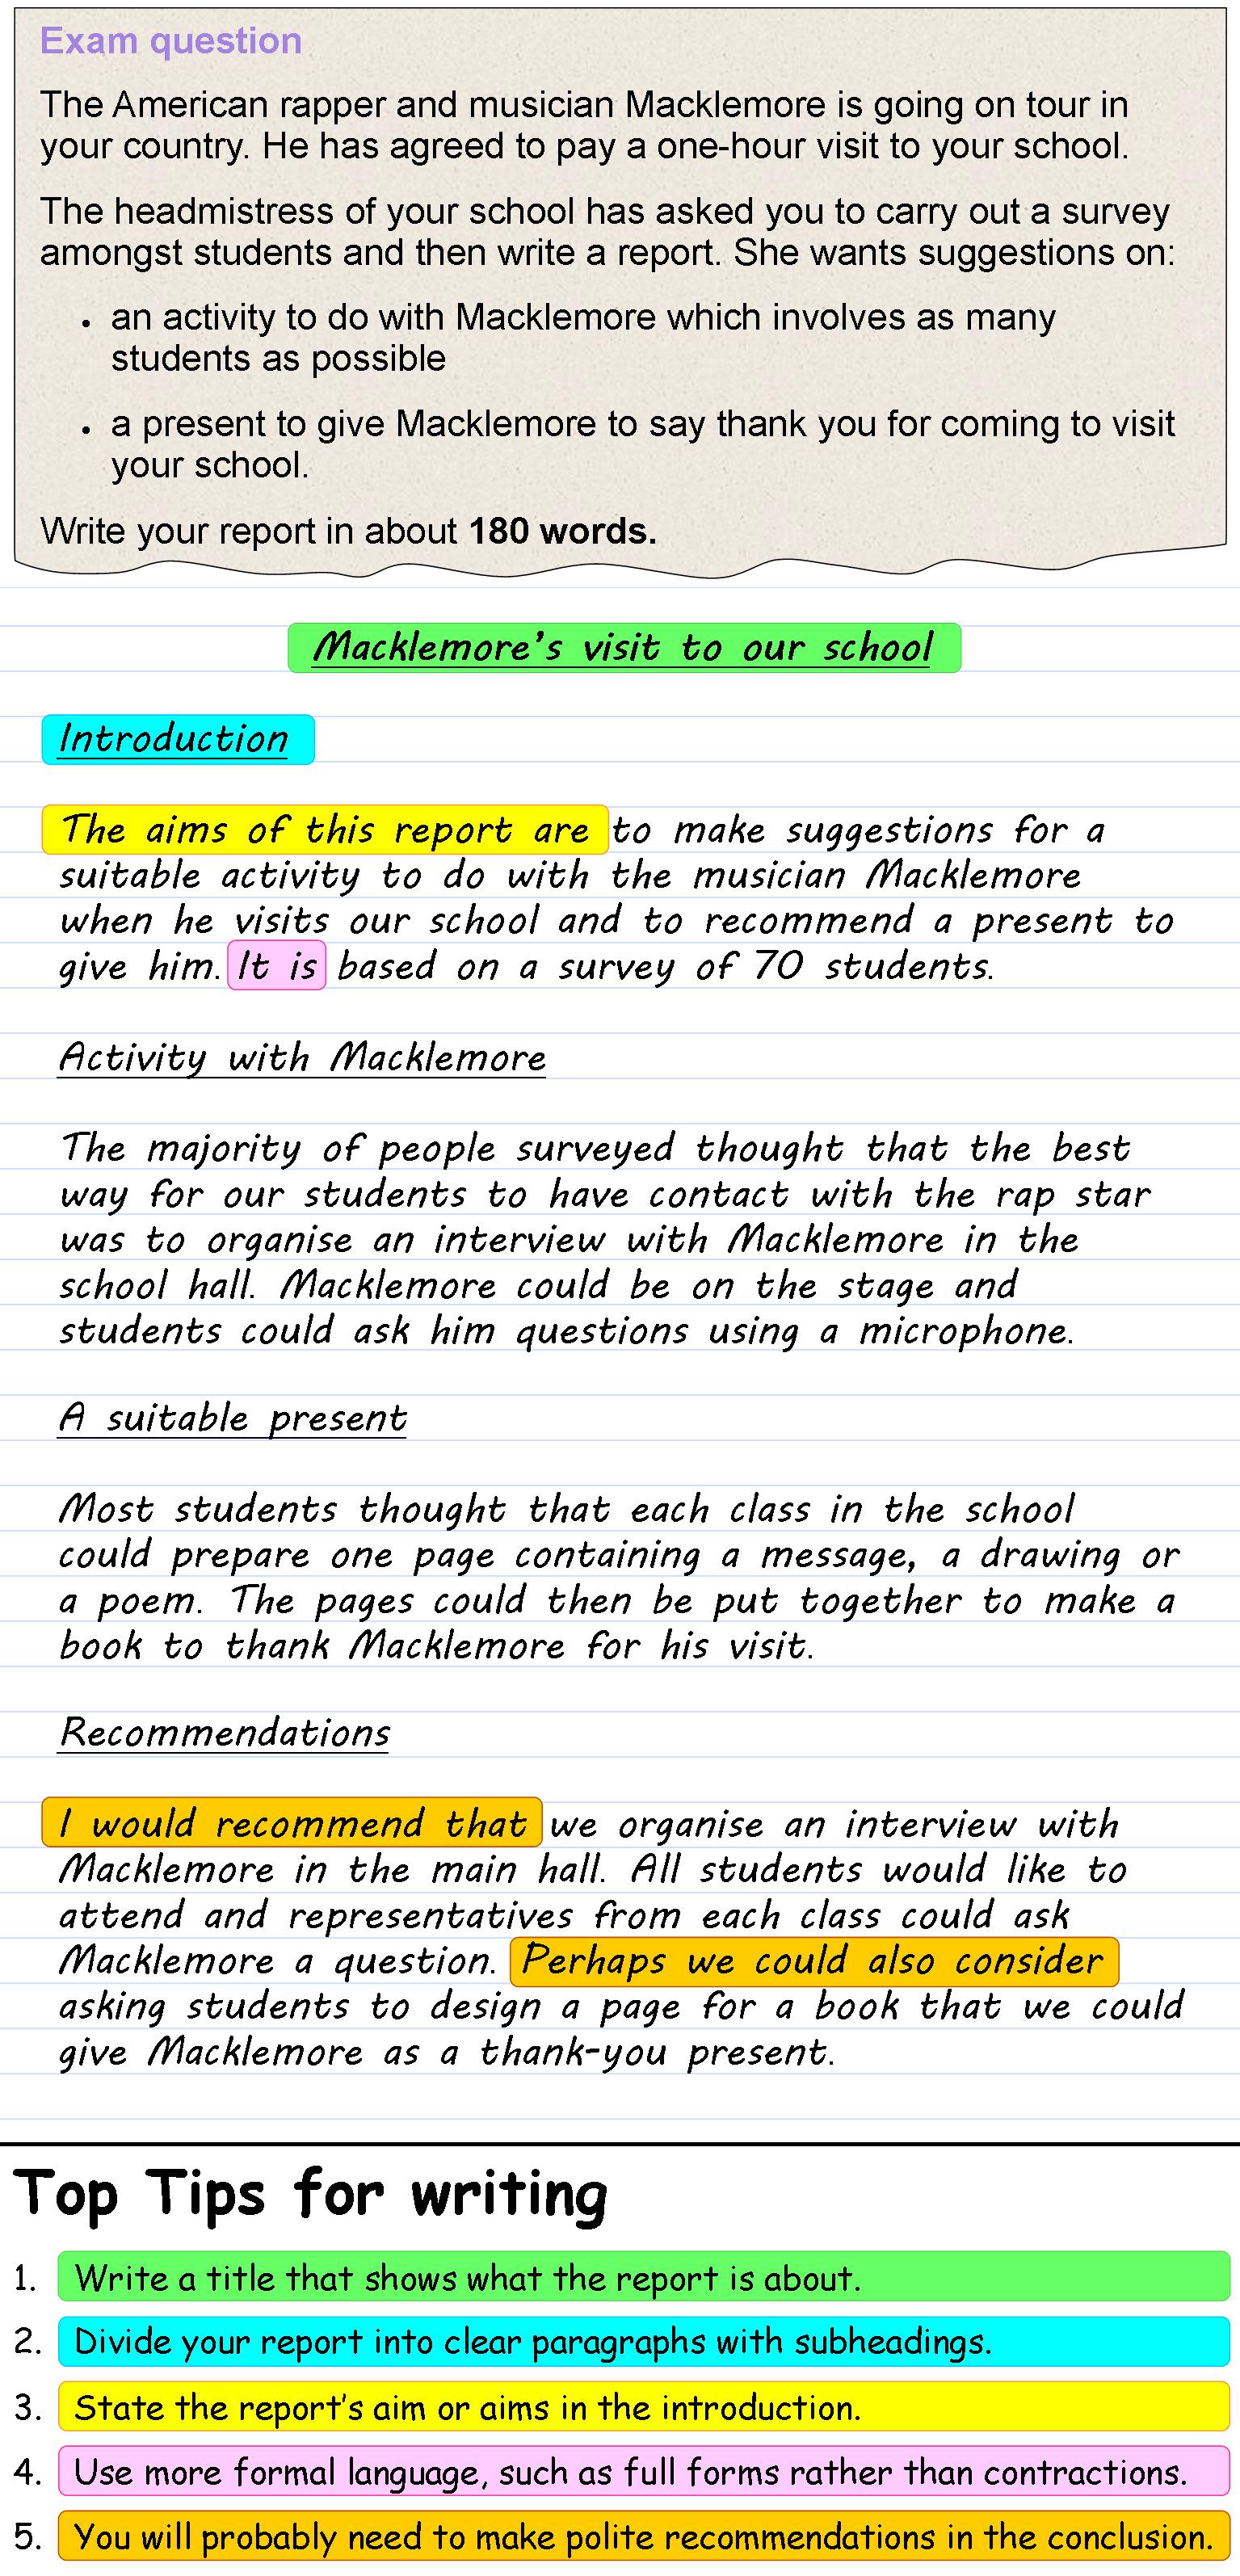 Exam question
The American rapper and musician Macklemore is going on tour in
your country. He has agreed to pay a one-hour visit to your school.
The headmistress of your school has asked you to carry out a survey
amongst students and then write a report. She wants suggestions on:
• an activity to do with Macklemore which involves as many
students as possible
• a present to give Macklemore to say thank you for coming to visit
your school.
Write your report in about 180 words.
Macklemore's visit to our school
Introduction
The aims of this report are to make suggestions for a
suitable activity to do with the musician Macklemore
when he visits our school and to recommend a present to
give him. It is based on a survey of 70 students.
Activity with Macklemore
The majority of people surveyed thought that the best
way for our students to have contact with the rap star
was to organise an interview with Macklemore in the
school hall. Macklemore could be on the stage and
students could ask him questions using a microphone.
A suitable present
Most students thought that each class in the school
could prepare one page containing a message, a drawing or
a poem. The pages could then be put together to make a
book to thank Macklemore for his visit.
Recommendations
I would recommend that we organise an interview with
Macklemore in the main hall. All students would like to
attend and representatives from each class could ask
Macklemore a question. Perhaps we could also consider
asking students to design a page for a book that we could
give Macklemore as a thank-you present.
Top Tips for writing
1. Write a title that shows what the report is about.
2. Divide your report into clear paragraphs with subheadings.
3. State the report's aim or aims in the introduction.
4. Use more formal language, such as full forms rather than contractions.
5. You will probably need to make polite recommendations in the conclusion.